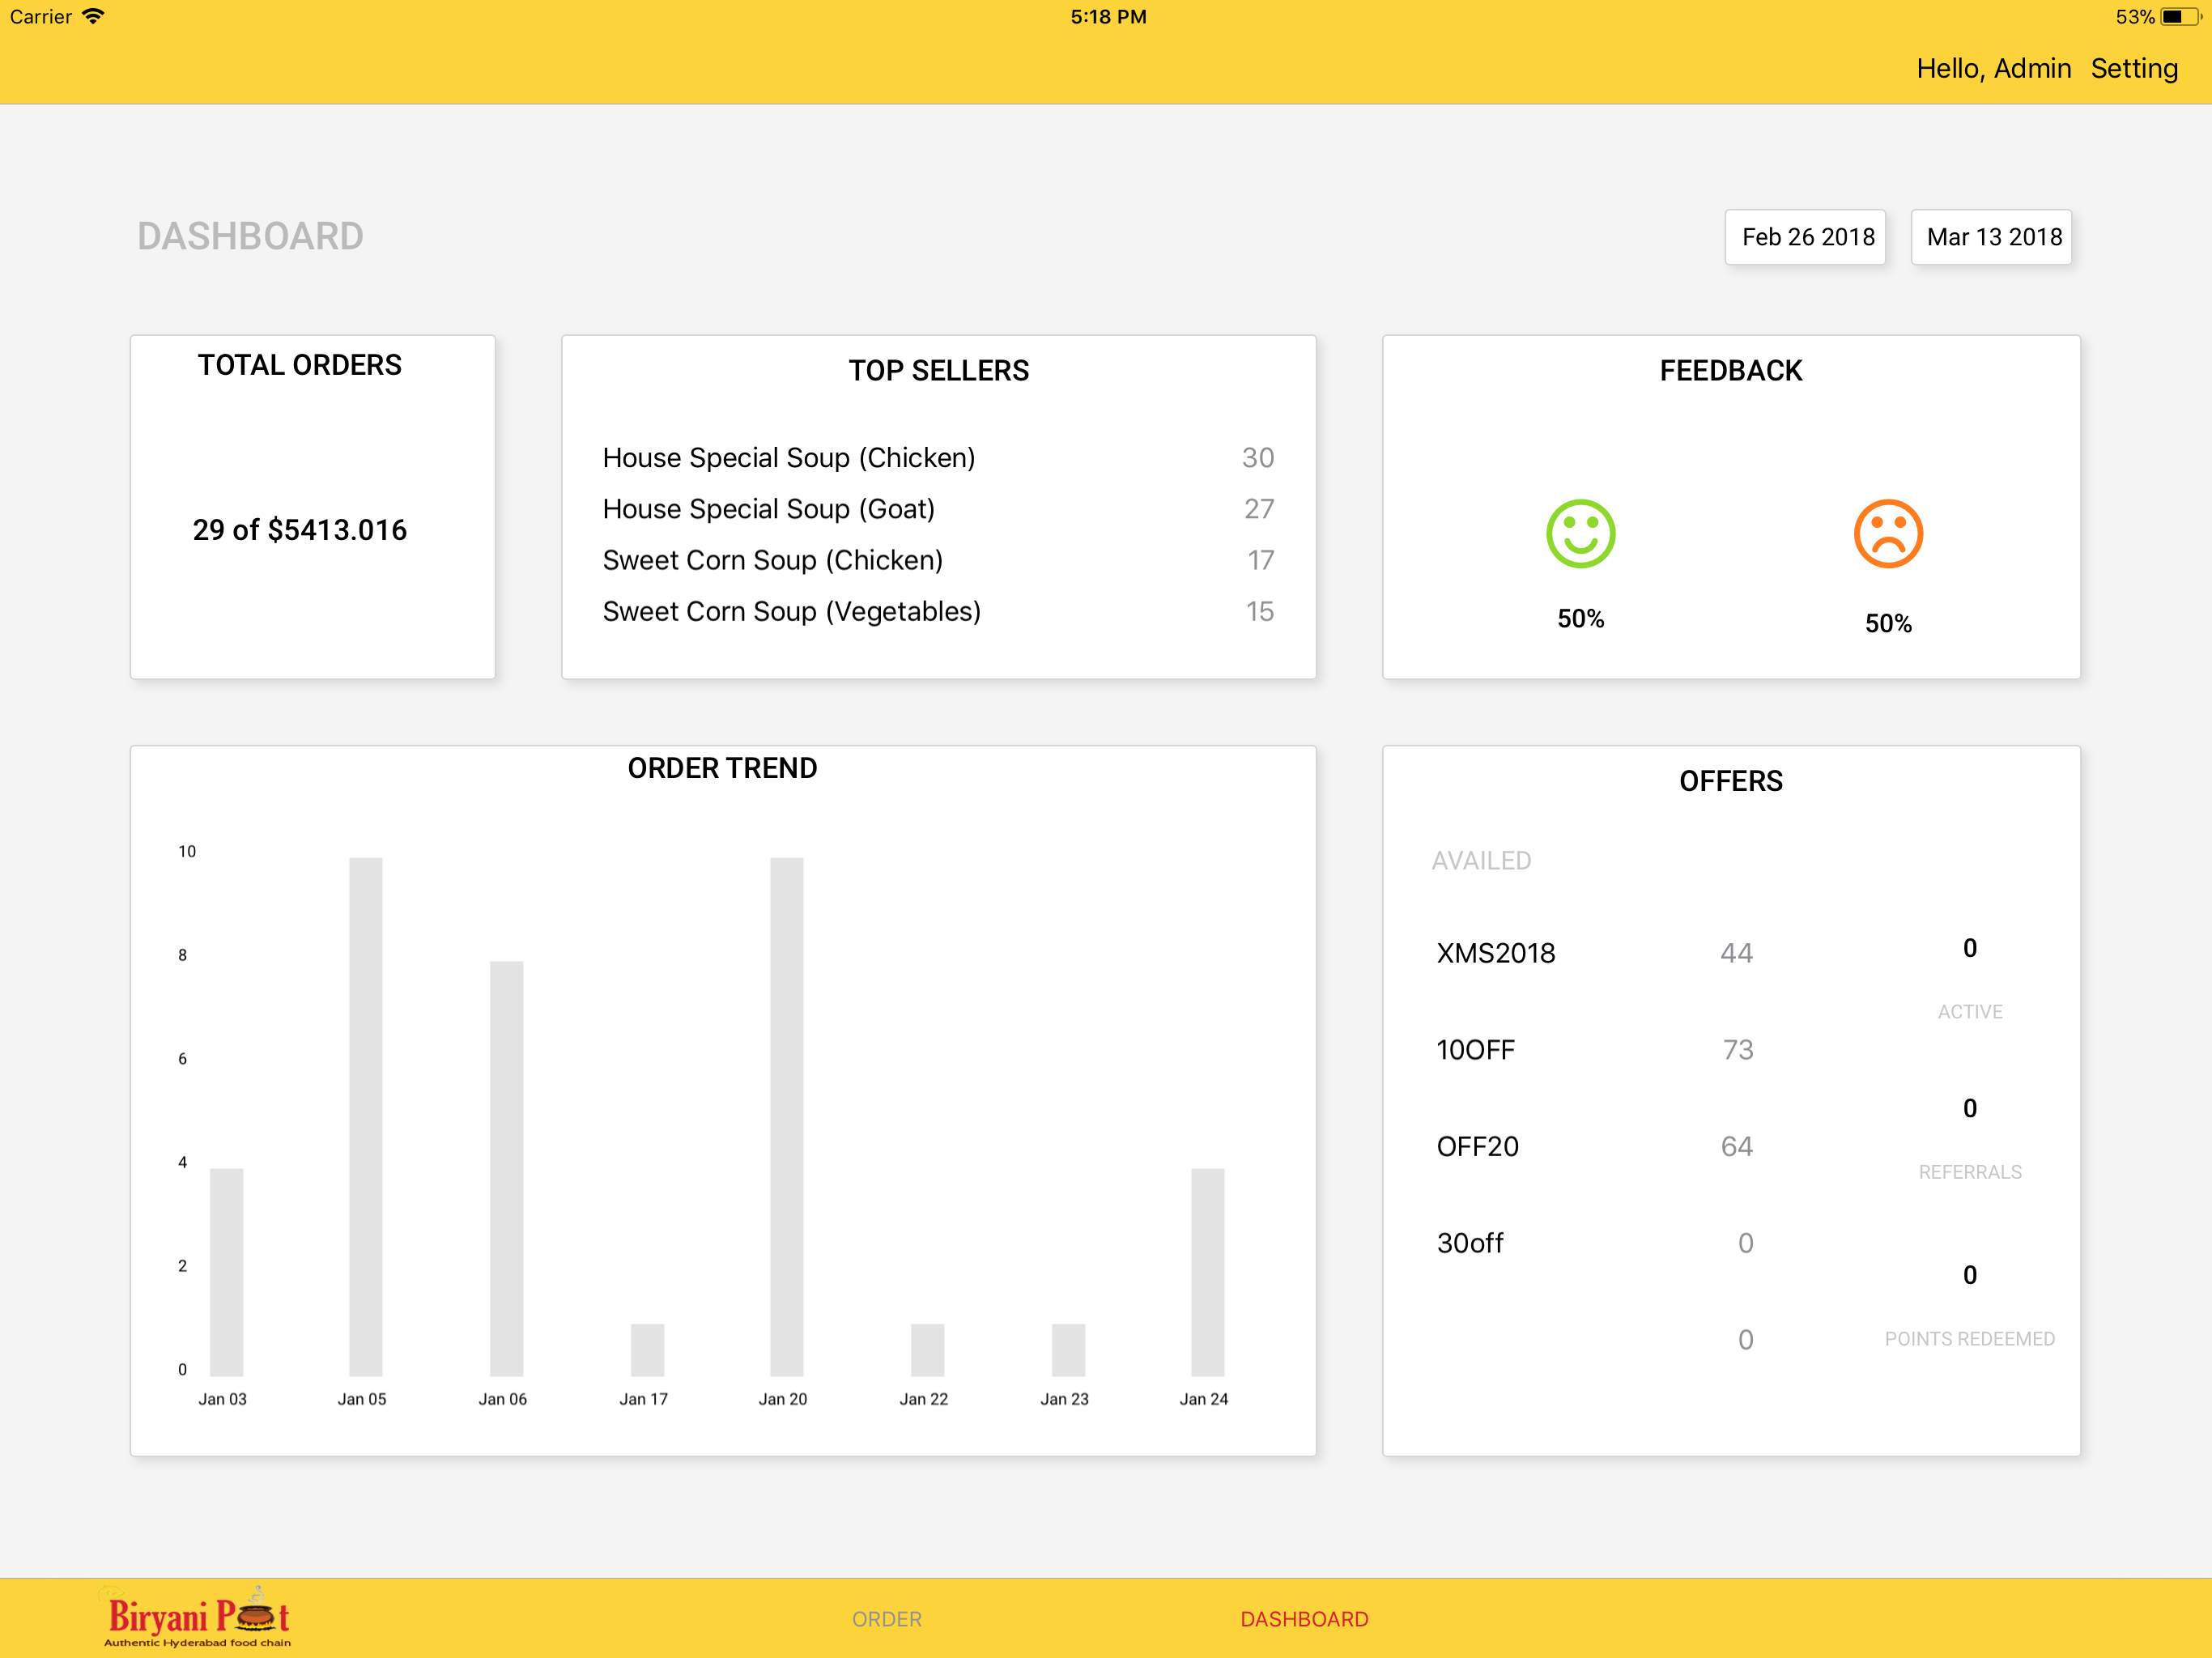 Carrier
5:18 PM
53%
Hello, Admin Setting
DASHBOARD
Feb 26 2018
Mar 13 2018
TOTAL ORDERS
29 of $5413.016
TOP SELLERS
House Special Soup (Chicken) 30
House Special Soup (Goat) 27
Sweet Corn Soup (Chicken) 17
Sweet Corn Soup (Vegetables) 15
FEEDBACK
50%
50%
ORDER TREND
10
8
6
4
2
0
Jan 03 Jan 05 Jan 06 Jan 17 Jan 20 Jan 22 Jan 23 Jan 24
OFFERS
AVAILED
XMS2018 44
10OFF 73
OFF20 64
30off 0
0
0
ACTIVE
0
REFERRALS
0
POINTS REDEEMED
Biryani Pot
Authentic Hyderabad food chain
ORDER
DASHBOARD